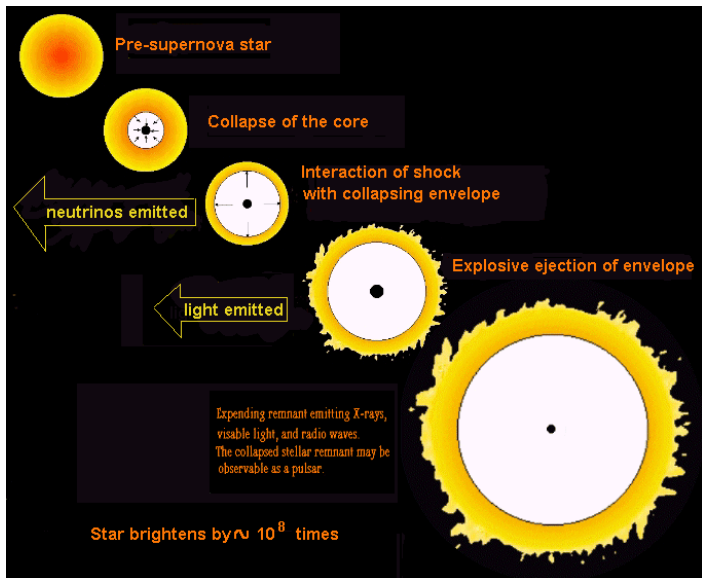 Pre-supernova star
Collapse of the core
Interaction of shock
with collapsing envelope
neutrinos emitted
Explosive ejection of envelope
light emitted
Expending remnant emitting X-rays,
visable light, and radio waves.
The collapsed stellar remnant may be
observable as a pulsar.
Star brightens by ~ 10⁸ times